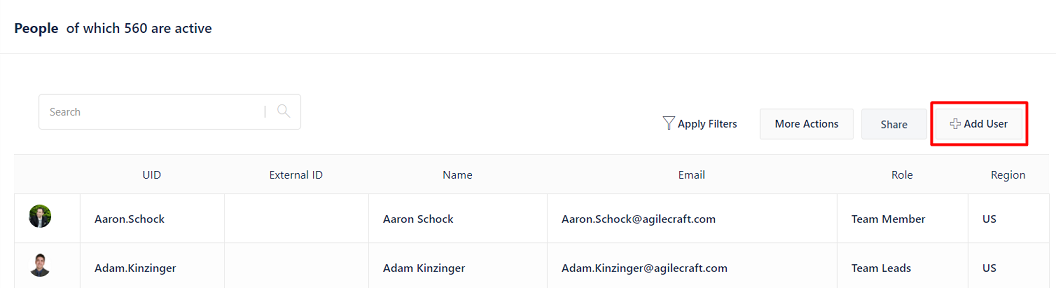 People of which 560 are active
Search
Apply Filters More Actions Share Add User
UID External ID Name Email Role Region
Aaron.Schock Aaron Schock Aaron.Schock@agilecraft.com Team Member US
Adam.Kinzinger Adam Kinzinger Adam.Kinzinger@agilecraft.com Team Leads US